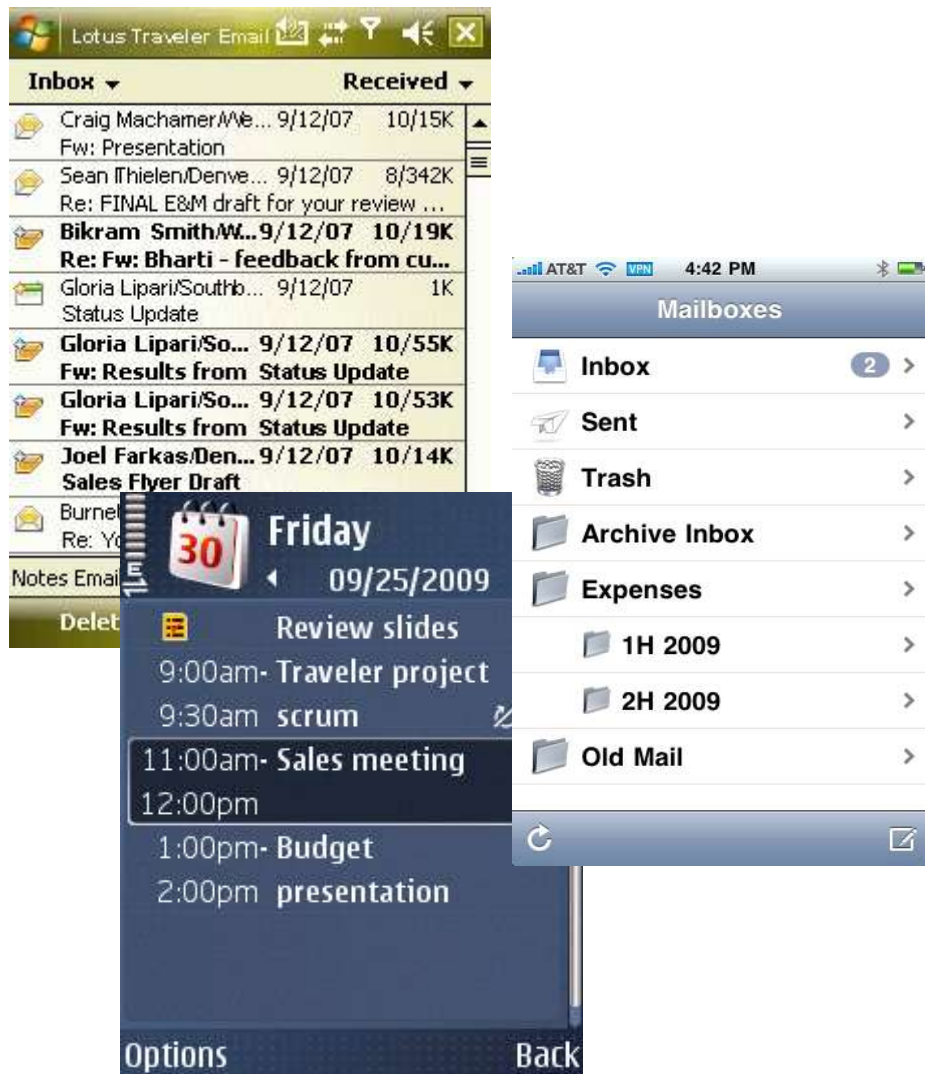 Lotus Traveler Email
Inbox Received
Craig Machamer/We... 9/12/07 10/15K
Fw: Presentation
Sean Thielen/Denve... 9/12/07 8/342K
Re: FINAL E&M draft for your review ...
Bikram Smith/W...9/12/07 10/19K
Re: Fw: Bharti - feedback from cu...
Gloria Lipari/Southb... 9/12/07 1K
Status Update
Gloria Lipari/So... 9/12/07 10/55K
Fw: Results from Status Update
Gloria Lipari/So... 9/12/07 10/53K
Fw: Results from Status Update
Joel Farkas/Den... 9/12/07 10/14K
Sales Flyer Draft
Burnet
Re: Yo
Notes Email
Delet
30
Friday
09/25/2009
Review slides
9:00am- Traveler project
9:30am scrum
11:00am- Sales meeting
12:00pm
1:00pm- Budget
2:00pm presentation
Options Back
AT&T VPN 4:42 PM
Mailboxes
Inbox 2
Sent
Trash
Archive Inbox
Expenses
1H 2009
2H 2009
Old Mail